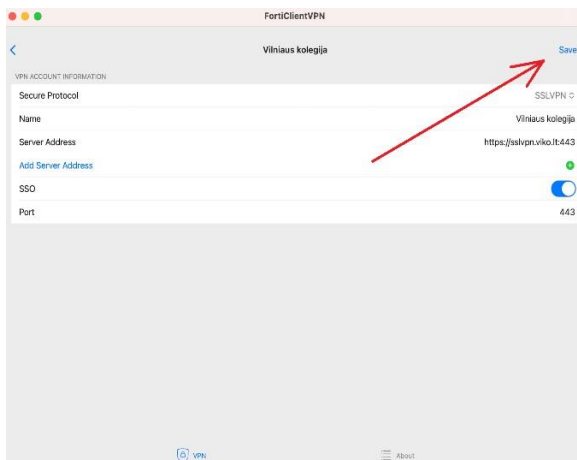 FortiClientVPN
Vilniaus kolegija Save
VPN ACCOUNT INFORMATION
Secure Protocol SSLVPN
Name Vilniaus kolegija
Server Address https://sslvpn.viko.lt:443
Add Server Address
SSO
Port 443
VPN About